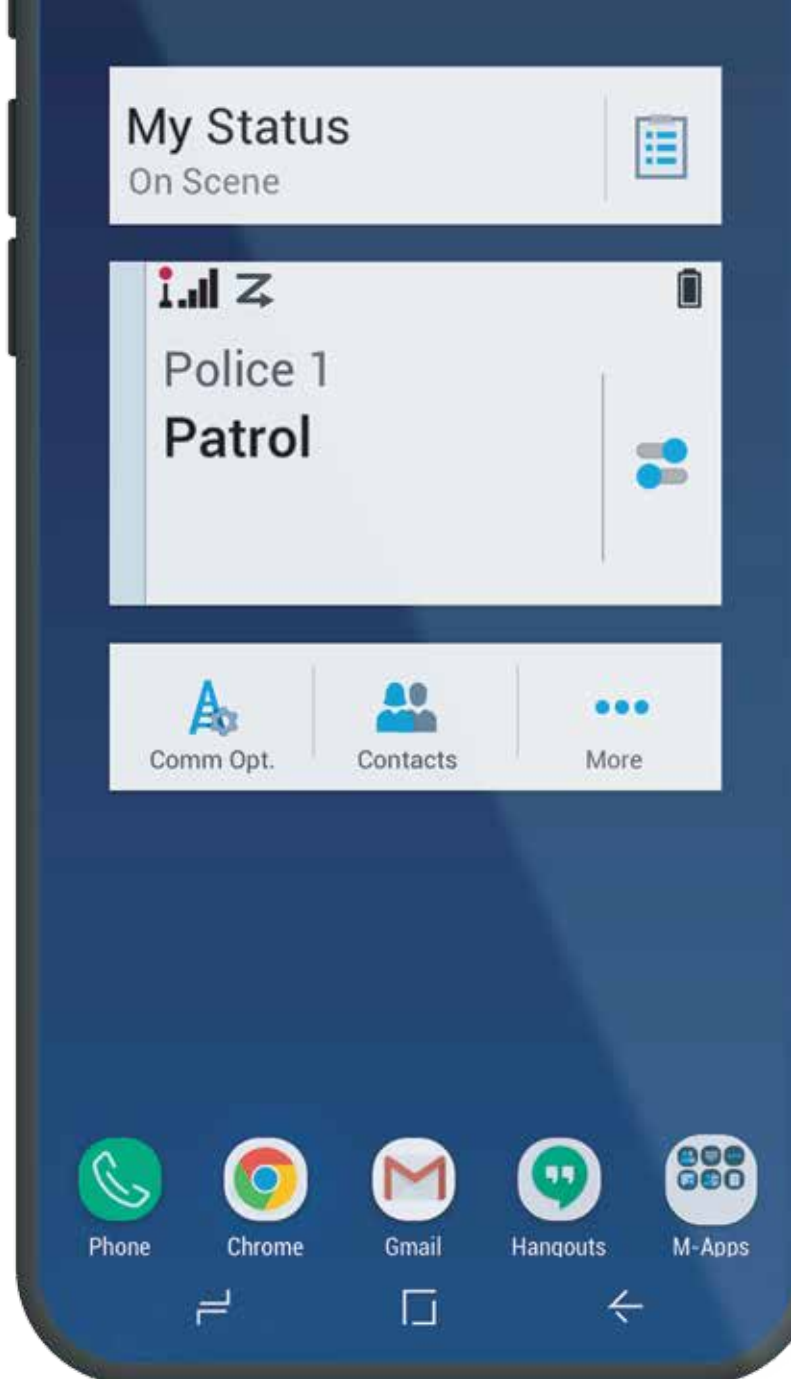 My Status
On Scene
Police 1
Patrol
Comm Opt.
Contacts
More
Phone
Chrome
Gmail
Hangouts
M-Apps